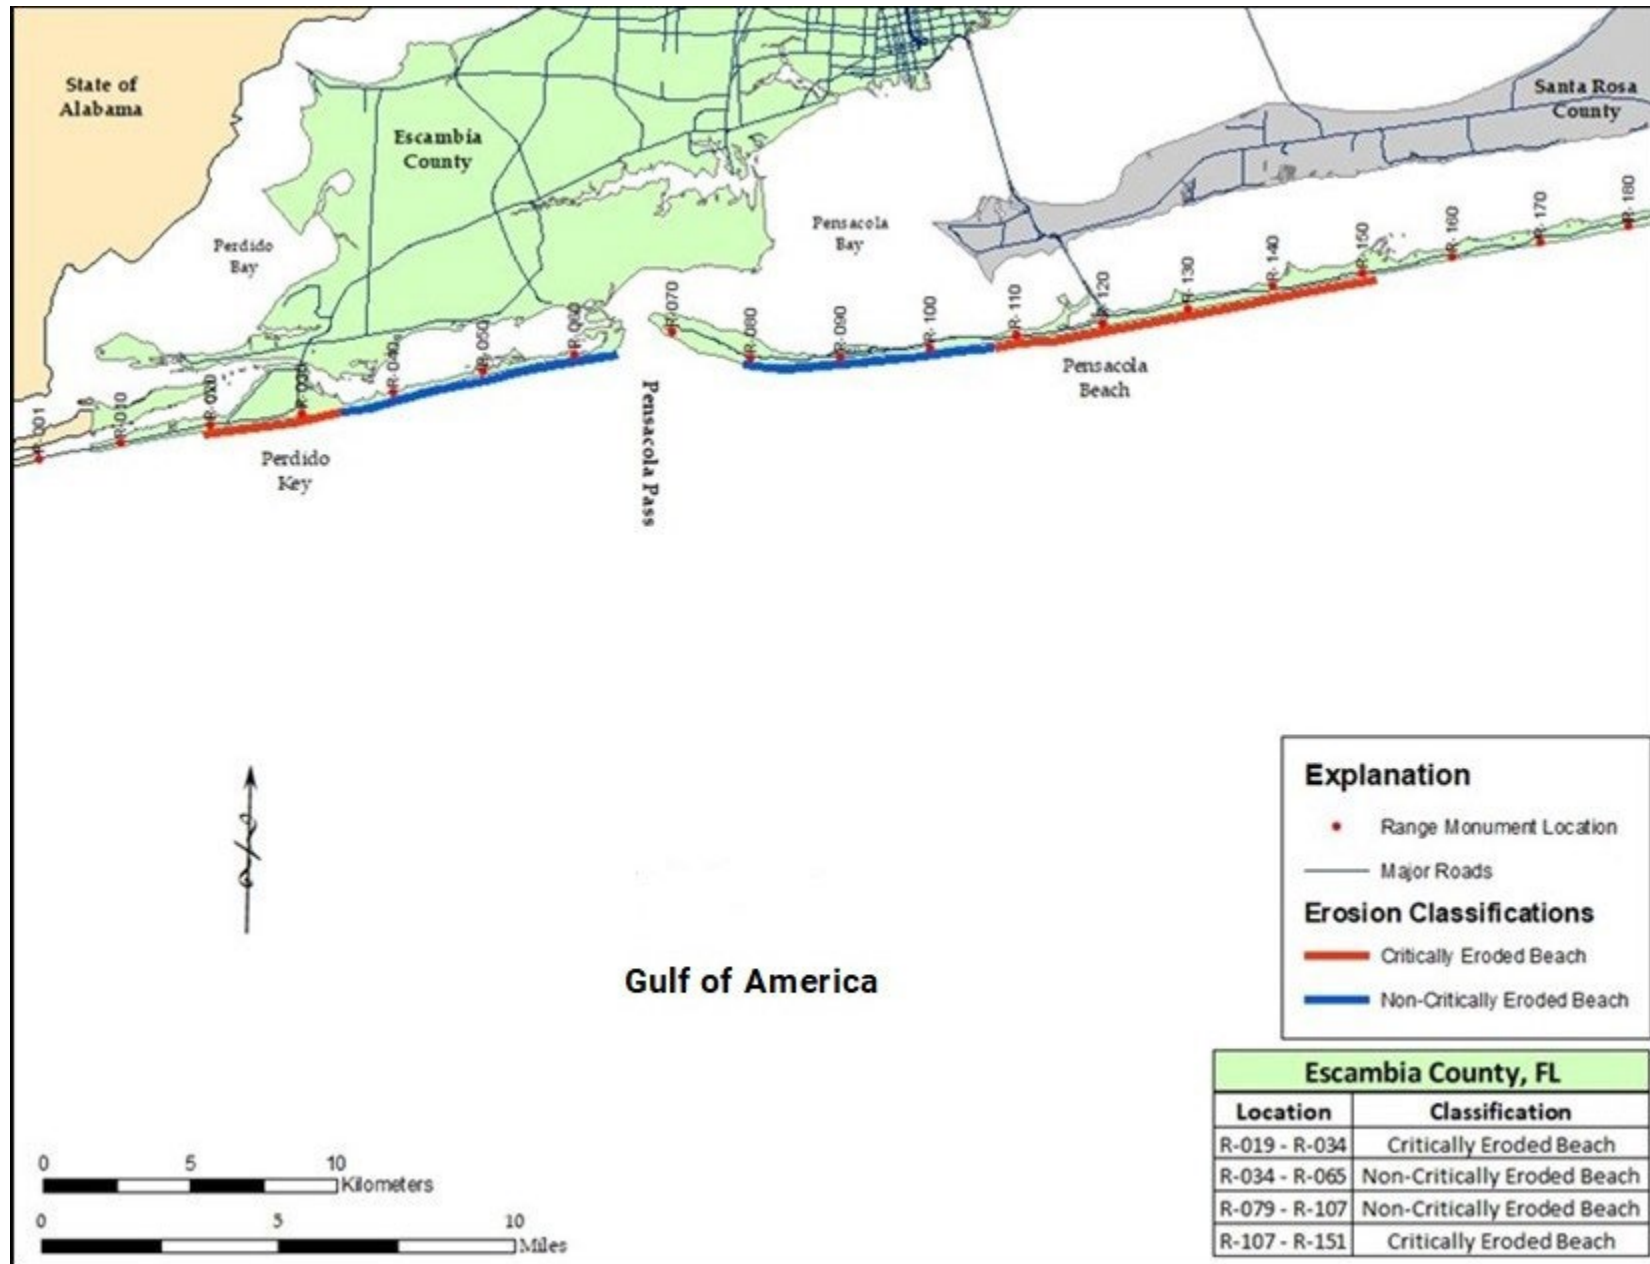 State of
Alabama
Escambia
County
Santa Rosa
County
Perdido
Bay
Pensacola
Bay
R-001
R-010
R-020
R-030
R-040
R-050
R-060
R-070
R-080
R-090
R-100
R-110
120
R-130
R-140
R-150
R-160
R-170
R-180
Perdido
Key
Pensacola Pass
Pensacola
Beach
Gulf of America
Explanation
Range Monument Location
Major Roads
Erosion Classifications
Critically Eroded Beach
Non-Critically Eroded Beach
Escambia County, FL
Location Classification
R-019 - R-034 Critically Eroded Beach
R-034 - R-065 Non-Critically Eroded Beach
R-079 - R-107 Non-Critically Eroded Beach
R-107 - R-151 Critically Eroded Beach
0 5 10
Kilometers
0 5 10
Miles